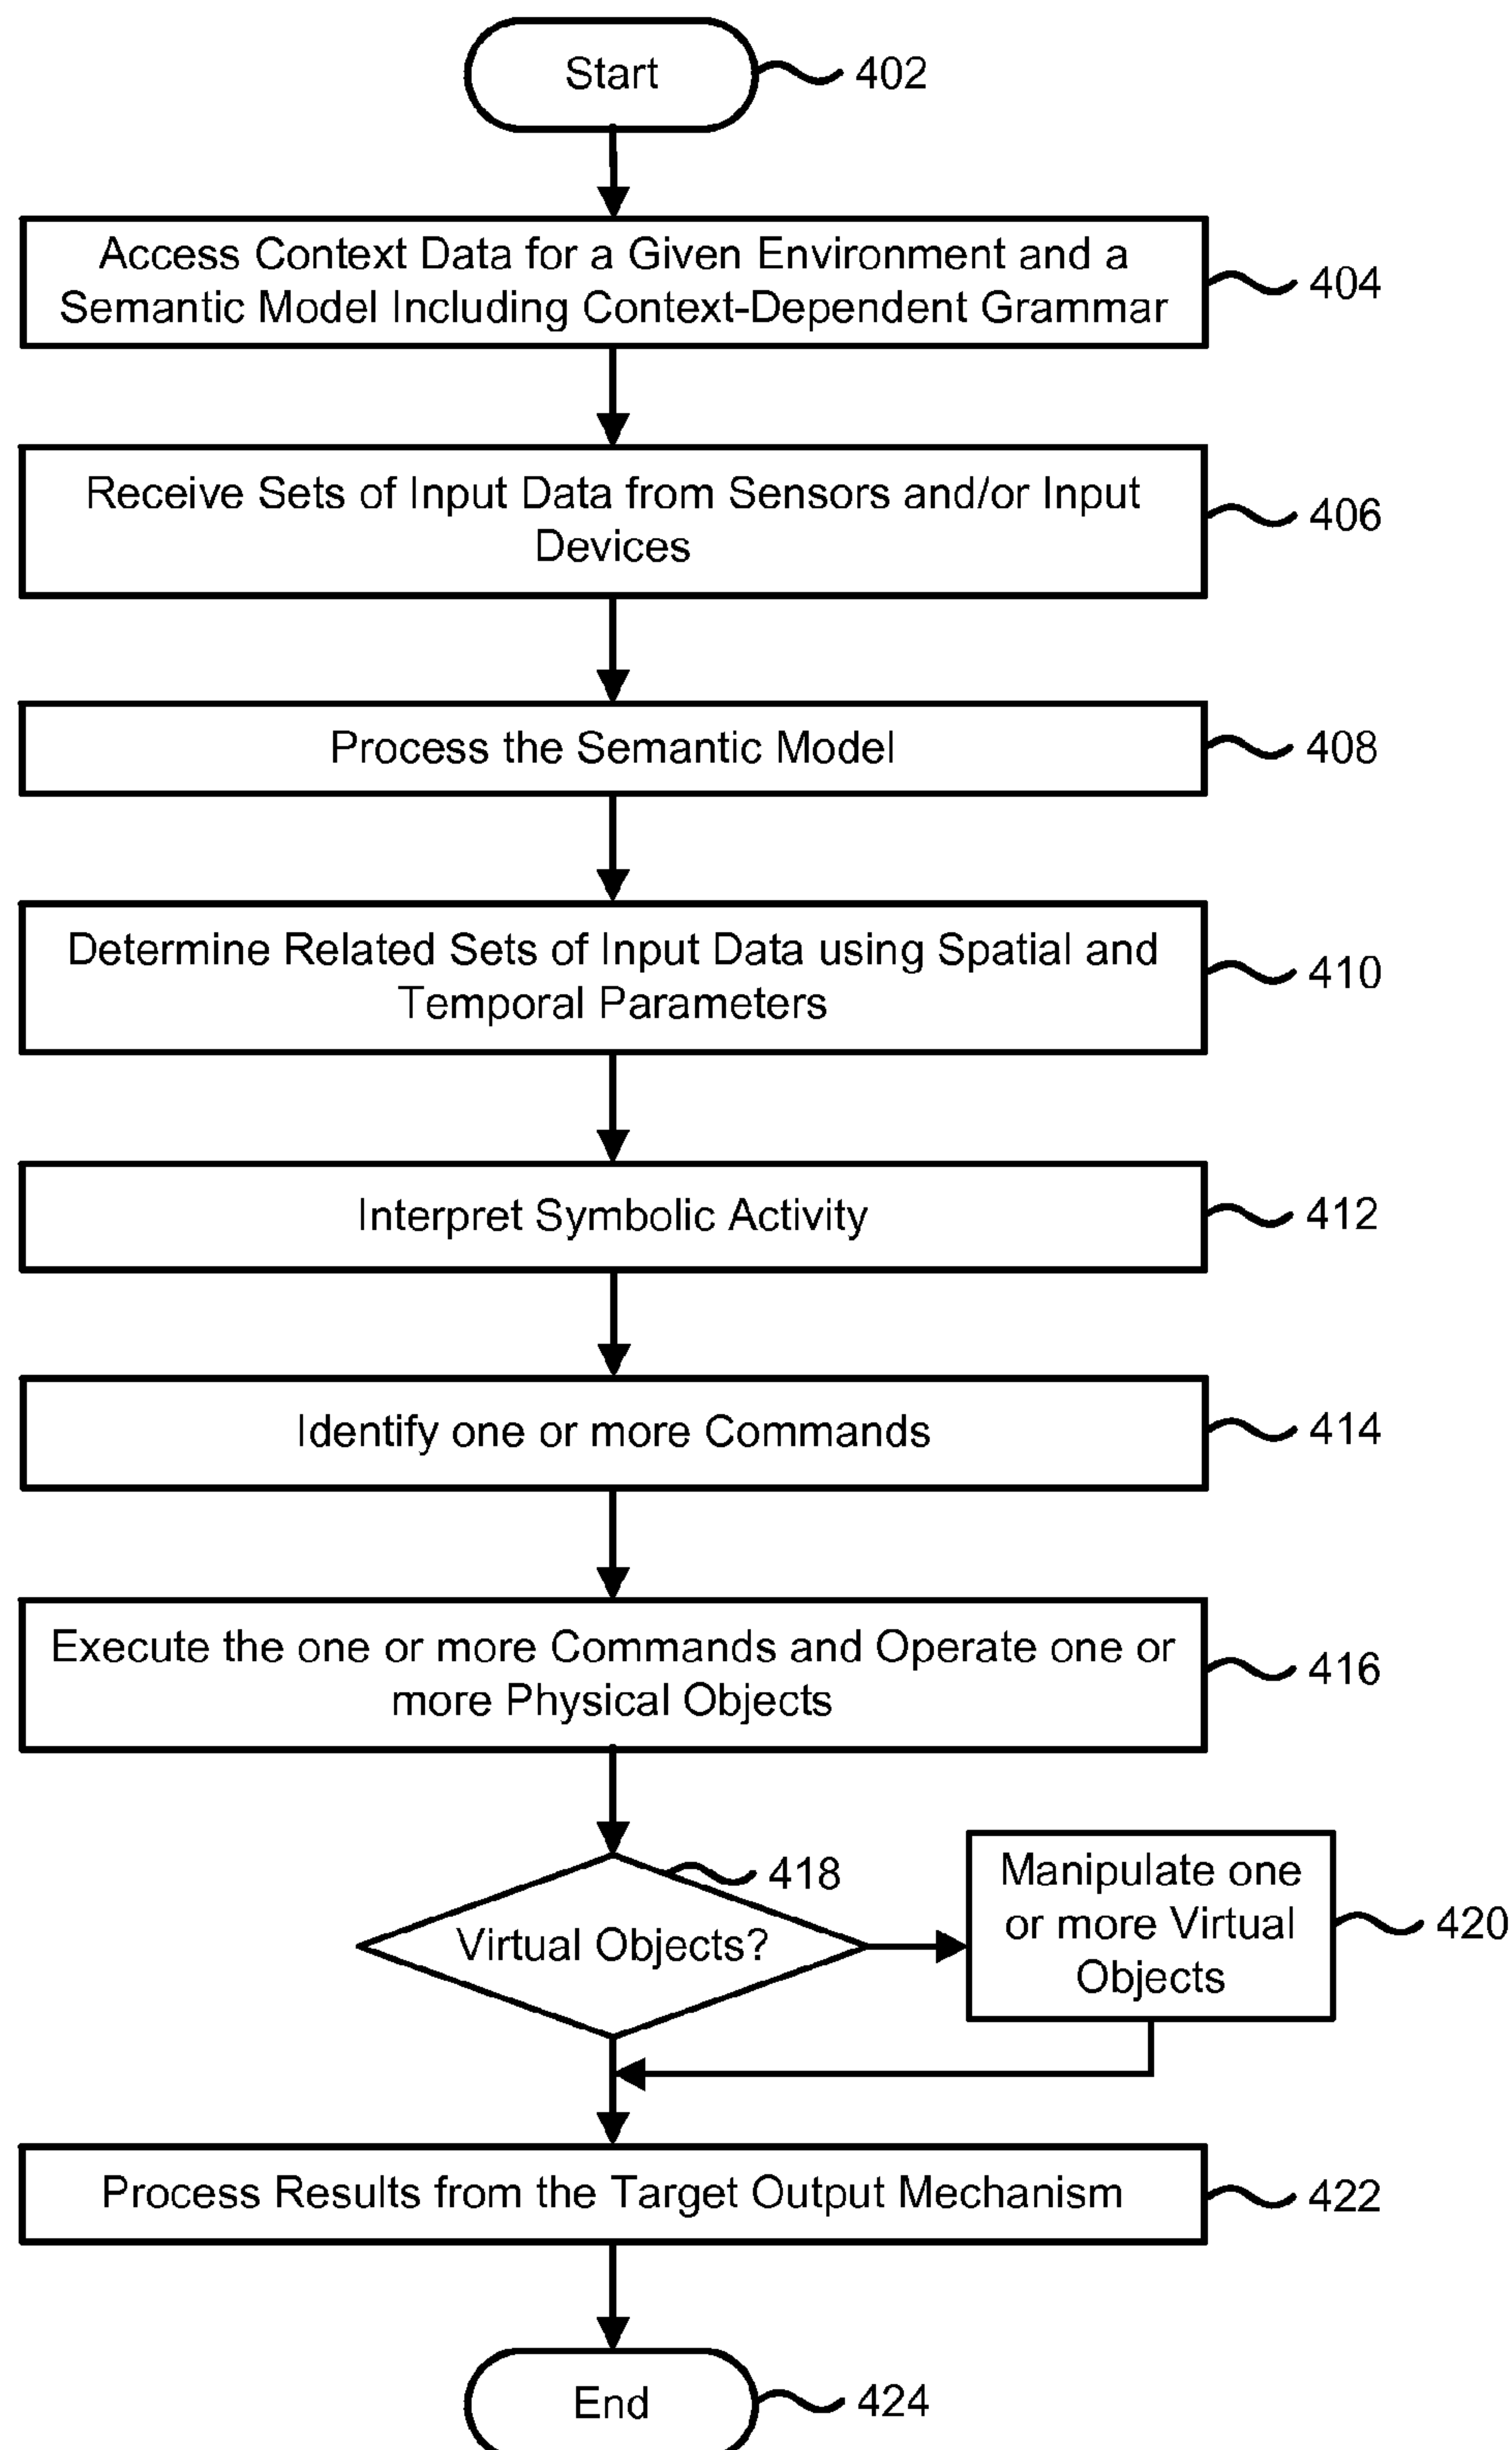 Start
402
Access Context Data for a Given Environment and a
Semantic Model Including Context-Dependent Grammar
404
Receive Sets of Input Data from Sensors and/or Input
Devices
406
Process the Semantic Model
408
Determine Related Sets of Input Data using Spatial and
Temporal Parameters
410
Interpret Symbolic Activity
412
Identify one or more Commands
414
Execute the one or more Commands and Operate one or
more Physical Objects
416
418
Virtual Objects?
Manipulate one
or more Virtual
Objects
420
Process Results from the Target Output Mechanism
422
End
424